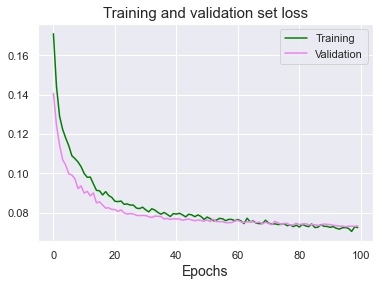 Training and validation set loss
Training
Validation
0.16
0.14
0.12
0.10
0.08
0 20 40 60 80 100
Epochs